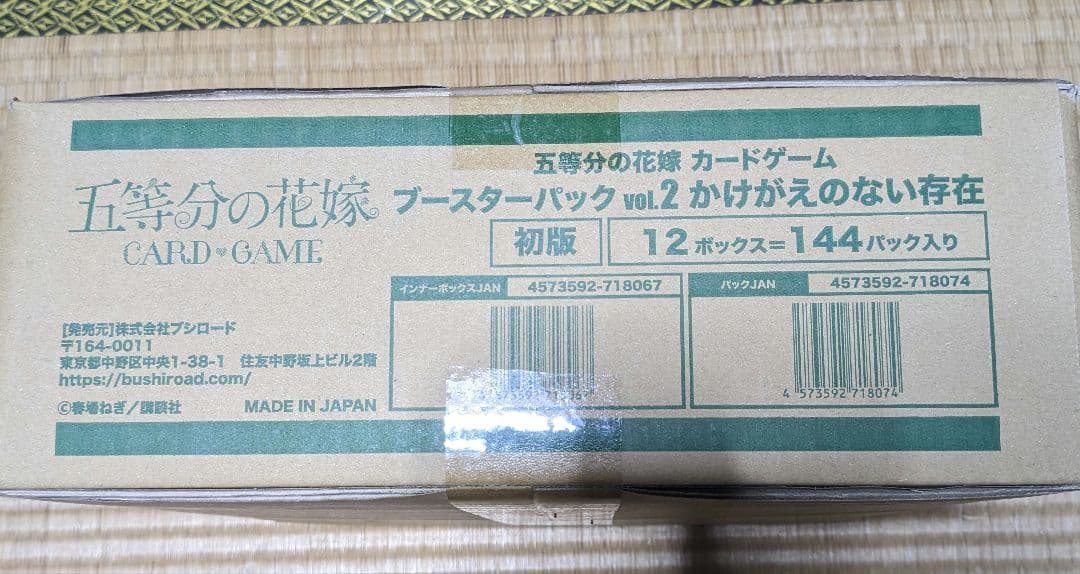 五等分の花嫁
CARD♥GAME
五等分の花嫁 カードゲーム
ブースターパック vol.2 かけがえのない存在
初版
12ボックス=144パック入り
インナーボックスJAN 4573592-718067
パックJAN 4573592-718074
4 573592 718074
[発売元]株式会社ブシロード
〒164-0011
東京都中野区中央1-38-1 住友中野坂上ビル2階
https://bushiroad.com/
©春場ねぎ/講談社 MADE IN JAPAN